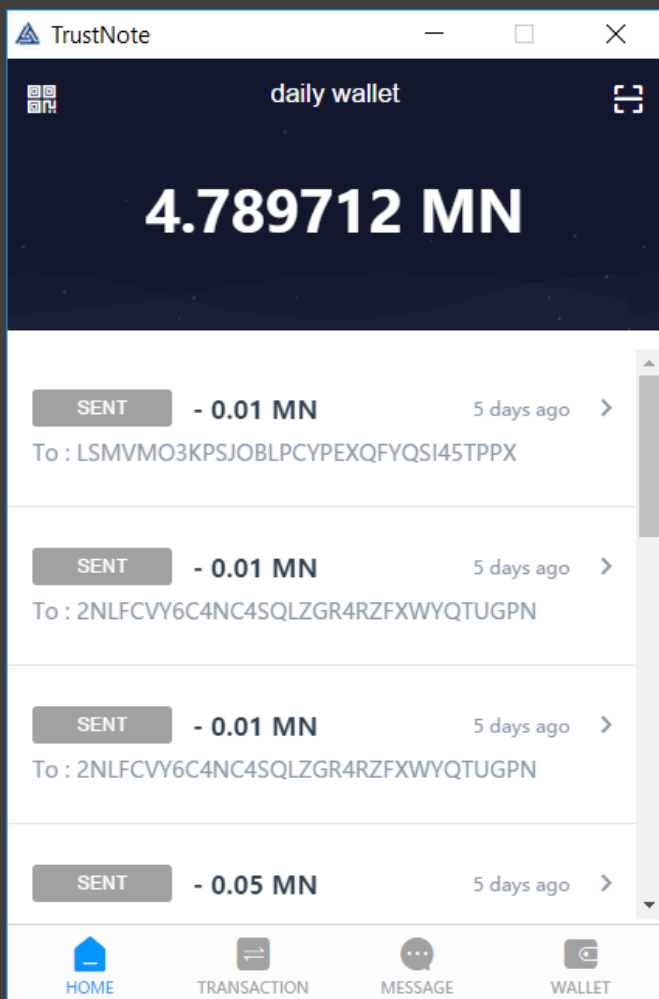 TrustNote
daily wallet
4.789712 MN
SENT - 0.01 MN 5 days ago
To : LSMVMO3KPSJOBLPCYPEXQFYQSI45TPPX
SENT - 0.01 MN 5 days ago
To : 2NLFCVY6C4NC4SQLZGR4RZFXWYQTUGPN
SENT - 0.01 MN 5 days ago
To : 2NLFCVY6C4NC4SQLZGR4RZFXWYQTUGPN
SENT - 0.05 MN 5 days ago
HOME TRANSACTION MESSAGE WALLET